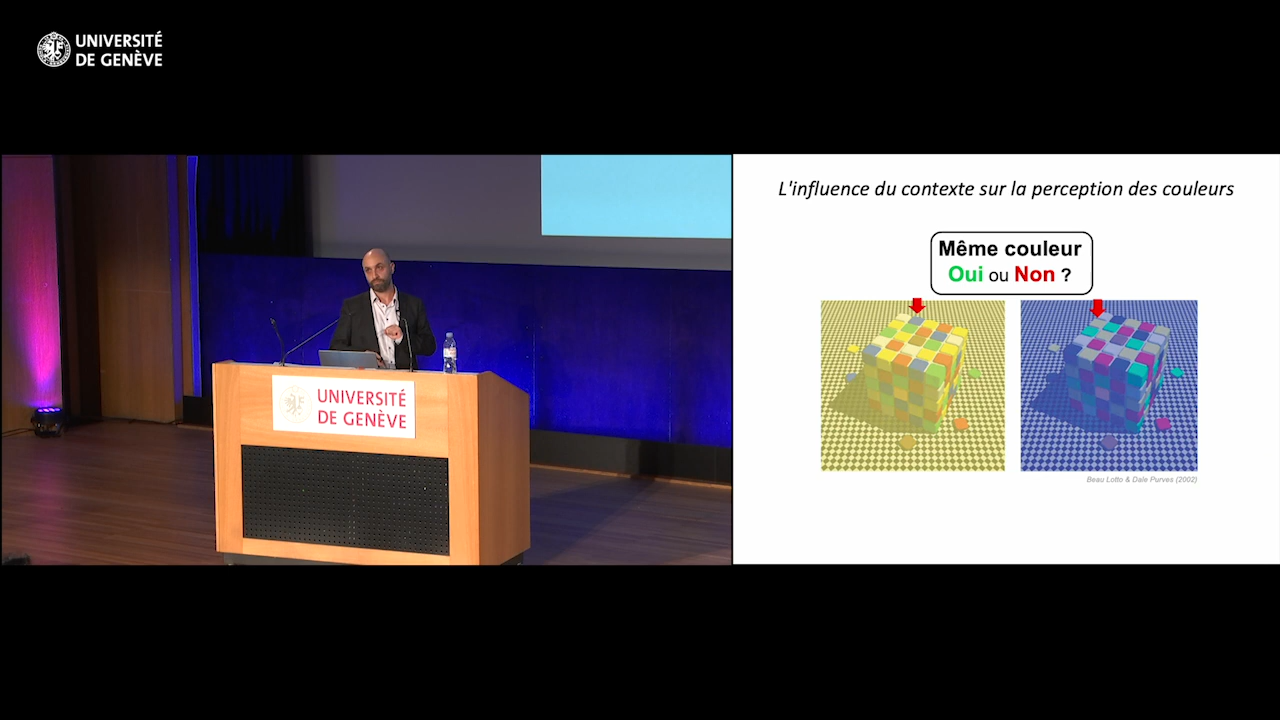 UNIVERSITÉ
DE GENÈVE
UNIVERSITÉ
DE GENÈVE
L'influence du contexte sur la perception des couleurs
Même couleur
Oui ou Non ?
Beau Lotto & Dale Purves (2002)